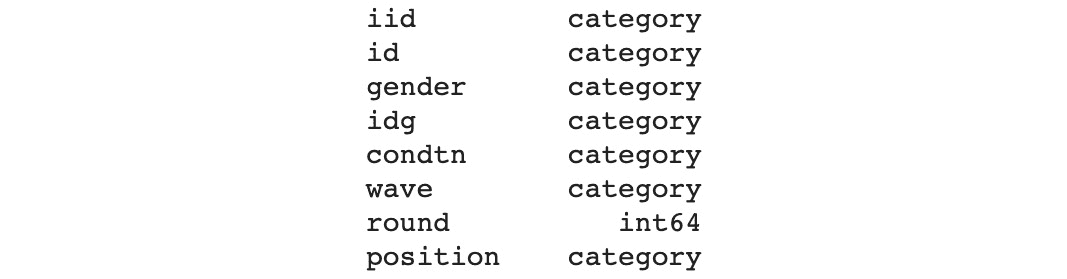 iid category
id category
gender category
idg category
condtn category
wave category
round int64
position category